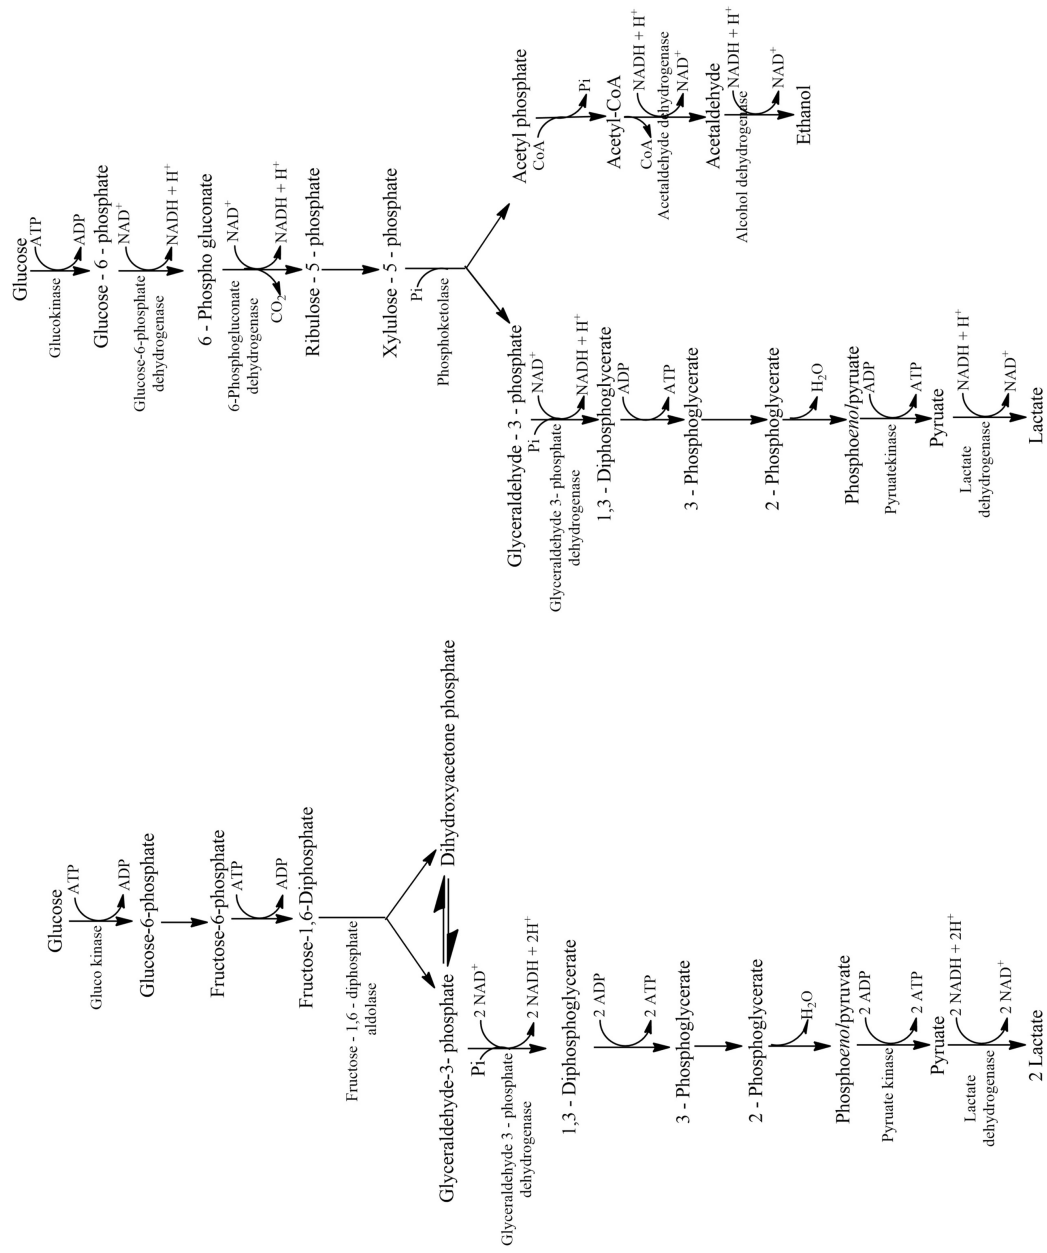 Glucose
ATP
Gluco kinase
ADP
Glucose-6-phosphate
Fructose-6-phosphate
ATP
ADP
Fructose-1,6-Diphosphate
Fructose - 1,6 - diphosphate
aldolase
Glyceraldehyde-3- phosphate
Dihydroxyacetone phosphate
Pi
2 NAD⁺
Glyceraldehyde 3 - phosphate
dehydrogenase
2 NADH + 2H⁺
1,3 - Diphosphoglycerate
2 ADP
2 ATP
3 - Phosphoglycerate
2 - Phosphoglycerate
H₂O
Phosphoenolpyruvate
2 ADP
Pyruate kinase
2 ATP
Pyruate
2 NADH + 2H⁺
Lactate
dehydrogenase
2 NAD⁺
2 Lactate
Glucose
ATP
Glucokinase
ADP
Glucose - 6 - phosphate
NAD⁺
Glucose-6-phosphate
dehydrogenase
NADH + H⁺
6 - Phospho gluconate
NAD⁺
6-Phosphogluconate
dehydrogenase
NADH + H⁺
CO₂
Ribulose - 5 - phosphate
Xylulose - 5 - phosphate
Pi
Phosphoketolase
Glyceraldehyde - 3 - phosphate
Pi
NAD⁺
Glyceraldehyde 3- phosphate
dehydrogenase
NADH + H⁺
1,3 - Diphosphoglycerate
ADP
ATP
3 - Phosphoglycerate
2 - Phosphoglycerate
H₂O
Phosphoenolpyruate
ADP
Pyruatekinase
ATP
Pyruate
NADH + H⁺
Lactate
dehydrogenase
NAD⁺
Lactate
Acetyl phosphate
CoA
Pi
Acetyl-CoA
NADH + H⁺
CoA
Acetaldehyde dehydrogenase
NAD⁺
Acetaldehyde
NADH + H⁺
Alcohol dehydrogenase
NAD⁺
Ethanol